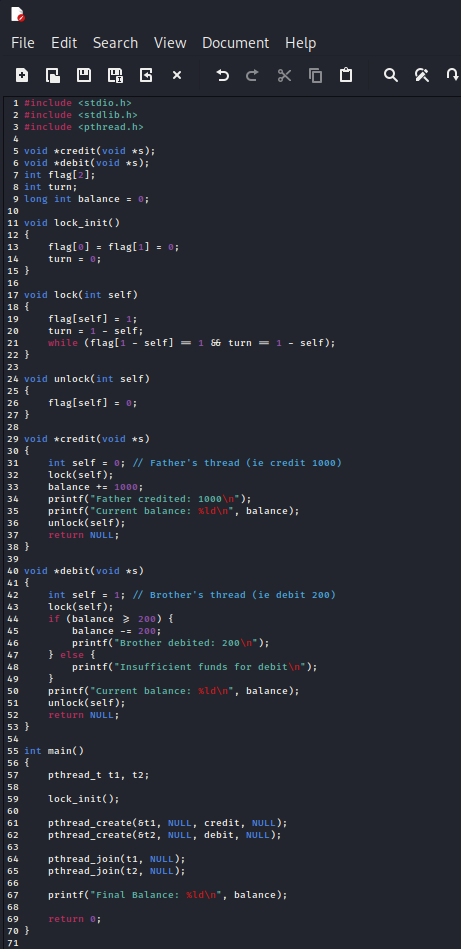 File Edit Search View Document Help
1 #include <stdio.h>
2 #include <stdlib.h>
3 #include <pthread.h>
4
5 void *credit(void *s);
6 void *debit(void *s);
7 int flag[2];
8 int turn;
9 long int balance = 0;
10
11 void lock_init()
12 {
13     flag[0] = flag[1] = 0;
14     turn = 0;
15 }
16
17 void lock(int self)
18 {
19     flag[self] = 1;
20     turn = 1 - self;
21     while (flag[1 - self] == 1 && turn == 1 - self);
22 }
23
24 void unlock(int self)
25 {
26     flag[self] = 0;
27 }
28
29 void *credit(void *s)
30 {
31     int self = 0; // Father's thread (ie credit 1000)
32     lock(self);
33     balance += 1000;
34     printf("Father credited: 1000\n");
35     printf("Current balance: %ld\n", balance);
36     unlock(self);
37     return NULL;
38 }
39
40 void *debit(void *s)
41 {
42     int self = 1; // Brother's thread (ie debit 200)
43     lock(self);
44     if (balance >= 200) {
45         balance -= 200;
46         printf("Brother debited: 200\n");
47     } else {
48         printf("Insufficient funds for debit\n");
49     }
50     printf("Current balance: %ld\n", balance);
51     unlock(self);
52     return NULL;
53 }
54
55 int main()
56 {
57     pthread_t t1, t2;
58
59     lock_init();
60
61     pthread_create(&t1, NULL, credit, NULL);
62     pthread_create(&t2, NULL, debit, NULL);
63
64     pthread_join(t1, NULL);
65     pthread_join(t2, NULL);
66
67     printf("Final Balance: %ld\n", balance);
68
69     return 0;
70 }
71